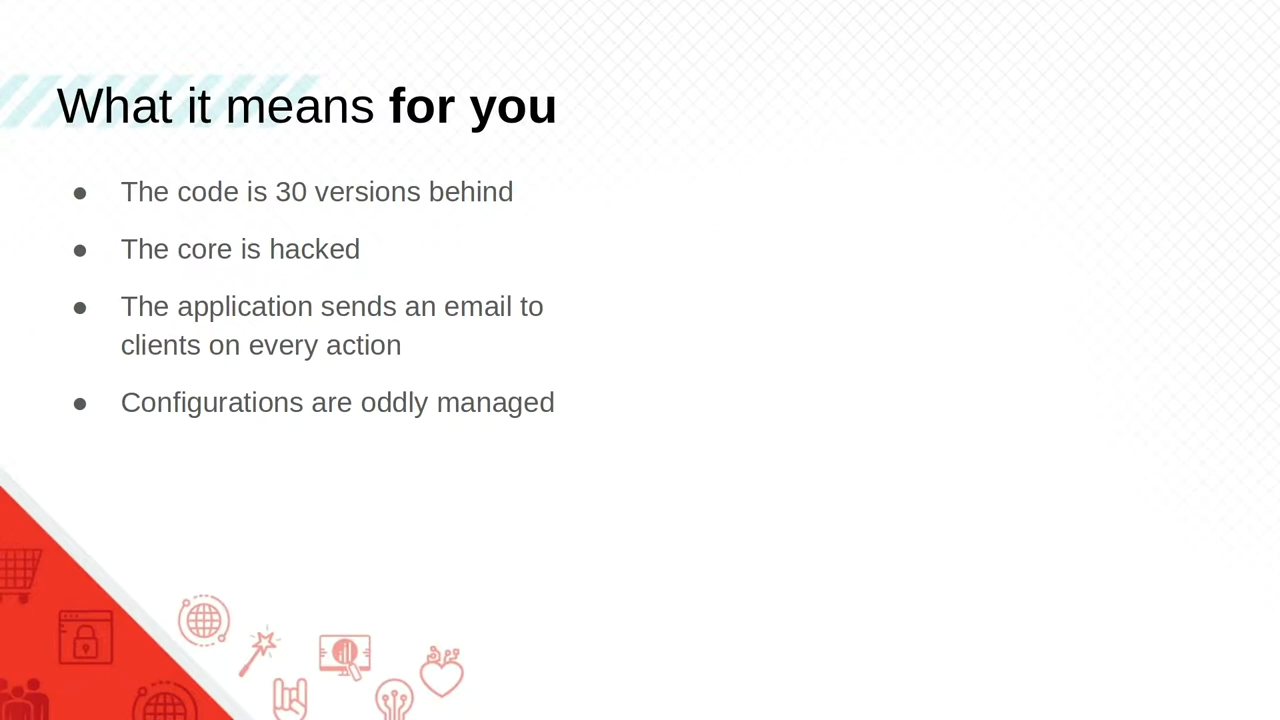 What it means for you
● The code is 30 versions behind
● The core is hacked
● The application sends an email to
clients on every action
● Configurations are oddly managed